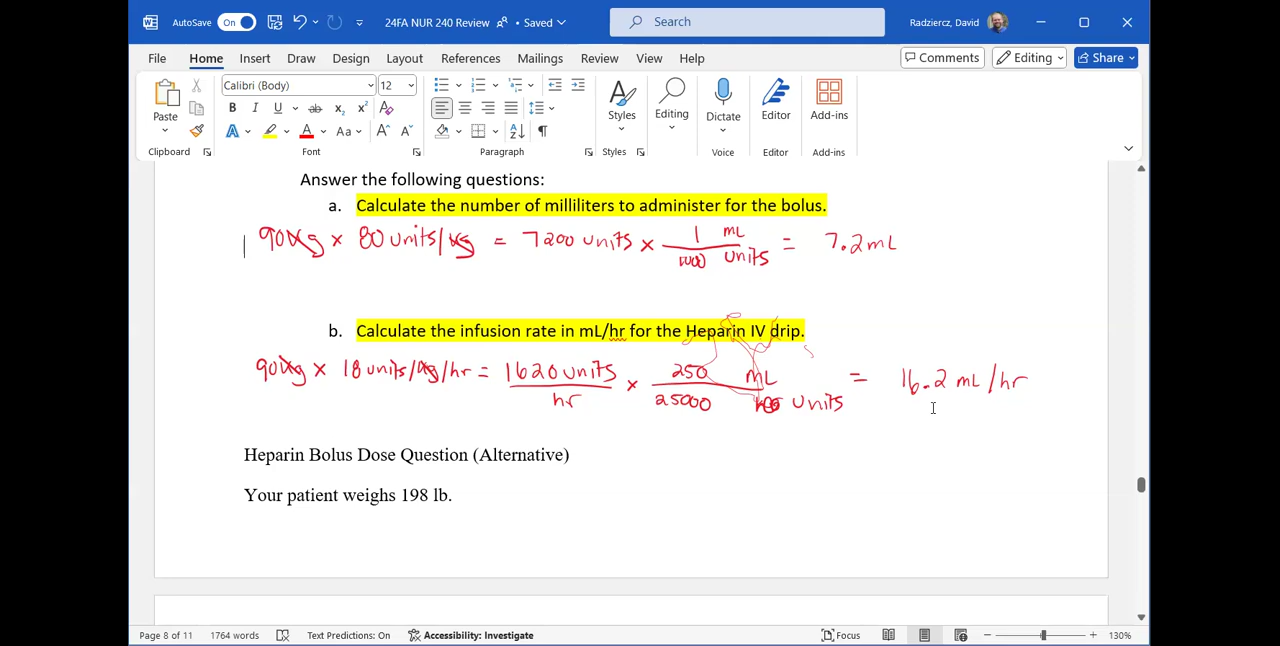 AutoSave On 24FA NUR 240 Review • Saved Search Radziercz, David
File Home Insert Draw Design Layout References Mailings Review View Help Comments Editing Share
Calibri (Body) 12
Paste Styles Editing Dictate Editor Add-ins
Clipboard Font Paragraph Styles Voice Editor Add-ins
Answer the following questions:
a. Calculate the number of milliliters to administer for the bolus.
90kg × 80 units/kg = 7200 units × 1 mL / 1000 units = 7.2 mL
b. Calculate the infusion rate in mL/hr for the Heparin IV drip.
90kg × 18 units/kg/hr = 1620 units / hr × 250 mL / 25000 units = 16.2 mL/hr
Heparin Bolus Dose Question (Alternative)
Your patient weighs 198 lb.
Page 8 of 11 1764 words Text Predictions: On Accessibility: Investigate Focus 130%